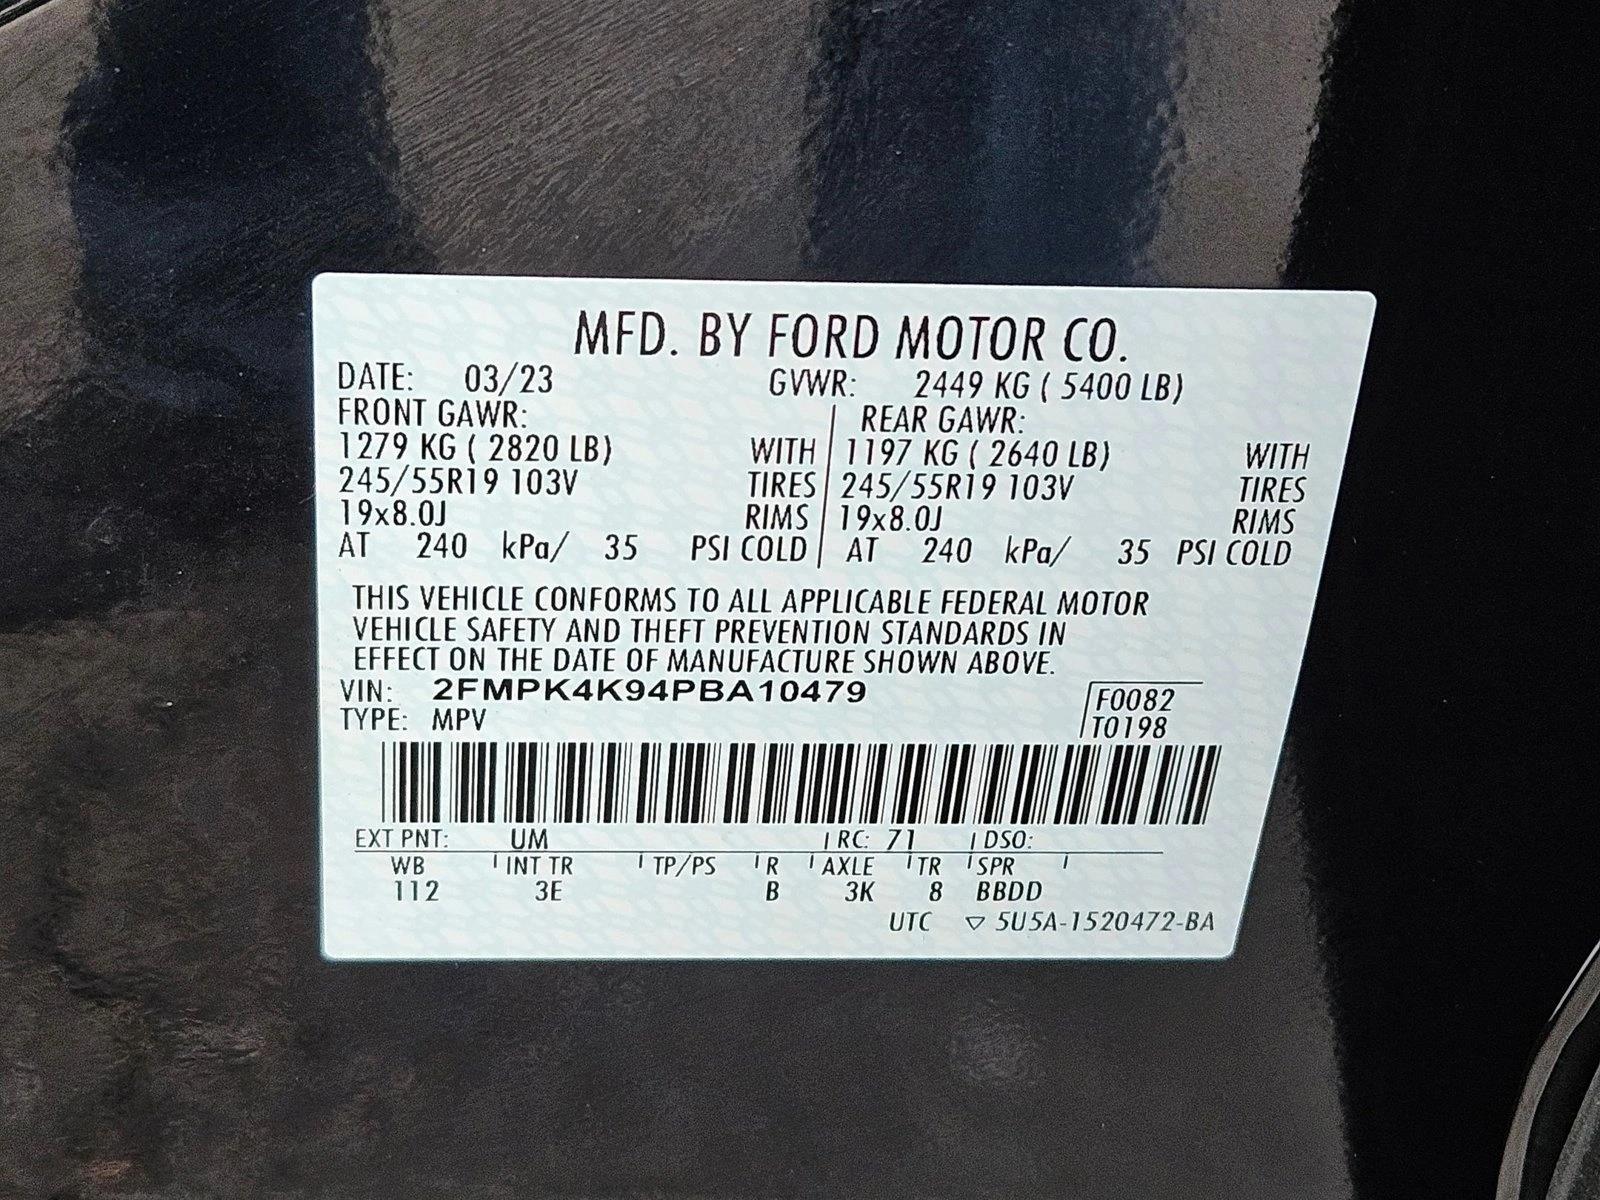 MFD. BY FORD MOTOR CO.
DATE: 03/23 GVWR: 2449 KG ( 5400 LB)
FRONT GAWR: REAR GAWR:
1279 KG ( 2820 LB) WITH 1197 KG ( 2640 LB) WITH
245/55R19 103V TIRES 245/55R19 103V TIRES
19x8.0J RIMS 19x8.0J RIMS
AT 240 kPa/ 35 PSI COLD AT 240 kPa/ 35 PSI COLD
THIS VEHICLE CONFORMS TO ALL APPLICABLE FEDERAL MOTOR
VEHICLE SAFETY AND THEFT PREVENTION STANDARDS IN
EFFECT ON THE DATE OF MANUFACTURE SHOWN ABOVE.
VIN: 2FMPK4K94PBA10479 F0082
TYPE: MPV T0198
EXT PNT: UM RC: 71 DSO:
WB INT TR TP/PS R AXLE TR SPR
112 3E B 3K 8 BBDD
UTC ▽ 5U5A-1520472-BA